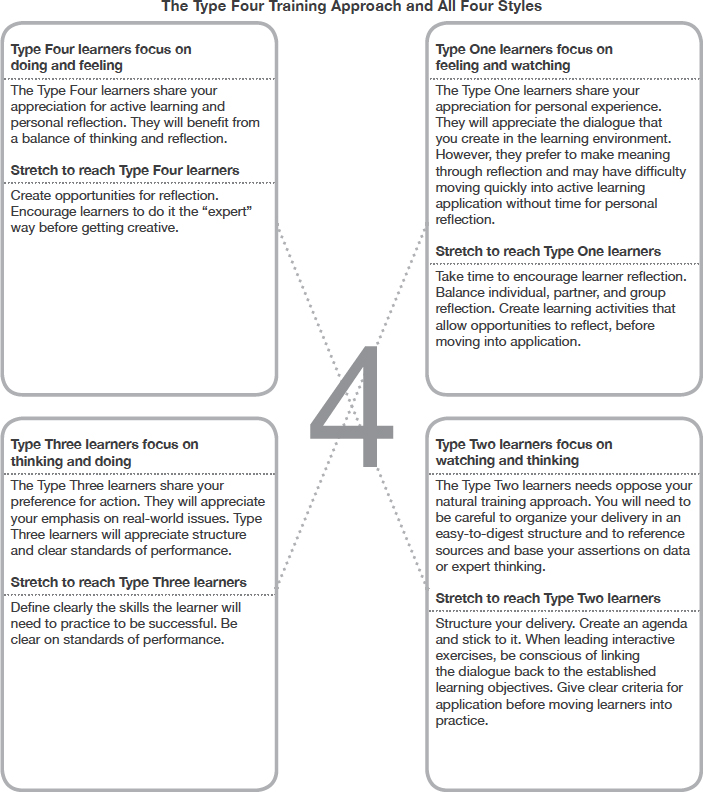 The Type Four Training Approach and All Four Styles
Type Four learners focus on
doing and feeling
The Type Four learners share your
appreciation for active learning and
personal reflection. They will benefit from
a balance of thinking and reflection.
Stretch to reach Type Four learners
Create opportunities for reflection.
Encourage learners to do it the “expert”
way before getting creative.
Type One learners focus on
feeling and watching
The Type One learners share your
appreciation for personal experience.
They will appreciate the dialogue that
you create in the learning environment.
However, they prefer to make meaning
through reflection and may have difficulty
moving quickly into active learning
application without time for personal
reflection.
Stretch to reach Type One learners
Take time to encourage learner reflection.
Balance individual, partner, and group
reflection. Create learning activities that
allow opportunities to reflect, before
moving into application.
4
Type Three learners focus on
thinking and doing
The Type Three learners share your
preference for action. They will appreciate
your emphasis on real-world issues. Type
Three learners will appreciate structure
and clear standards of performance.
Stretch to reach Type Three learners
Define clearly the skills the learner will
need to practice to be successful. Be
clear on standards of performance.
Type Two learners focus on
watching and thinking
The Type Two learners needs oppose your
natural training approach. You will need to
be careful to organize your delivery in an
easy-to-digest structure and to reference
sources and base your assertions on data
or expert thinking.
Stretch to reach Type Two learners
Structure your delivery. Create an agenda
and stick to it. When leading interactive
exercises, be conscious of linking
the dialogue back to the established
learning objectives. Give clear criteria for
application before moving learners into
practice.